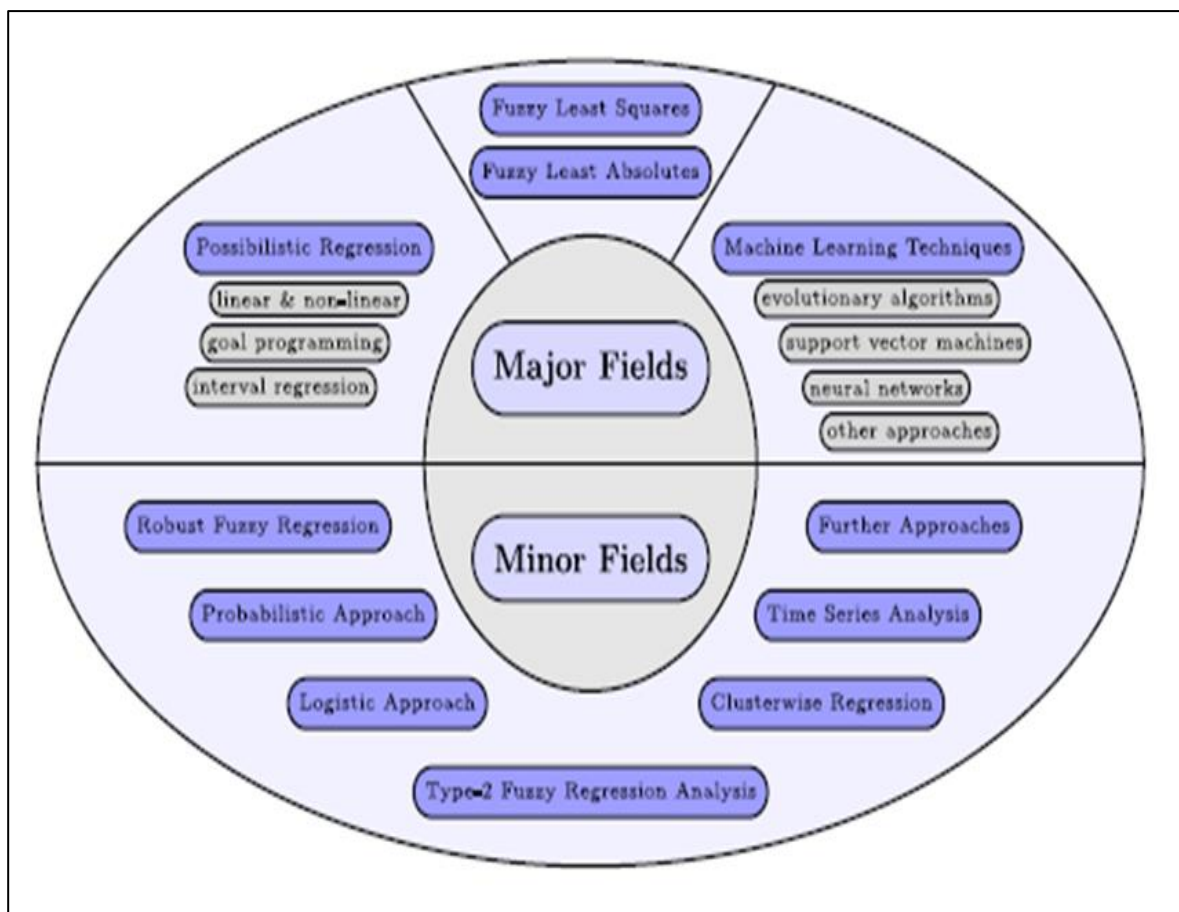 Fuzzy Least Squares
Fuzzy Least Absolutes
Possibilistic Regression
linear & non-linear
goal programming
interval regression
Machine Learning Techniques
evolutionary algorithms
support vector machines
neural networks
other approaches
Major Fields
Minor Fields
Robust Fuzzy Regression
Probabilistic Approach
Logistic Approach
Type-2 Fuzzy Regression Analysis
Further Approaches
Time Series Analysis
Clusterwise Regression